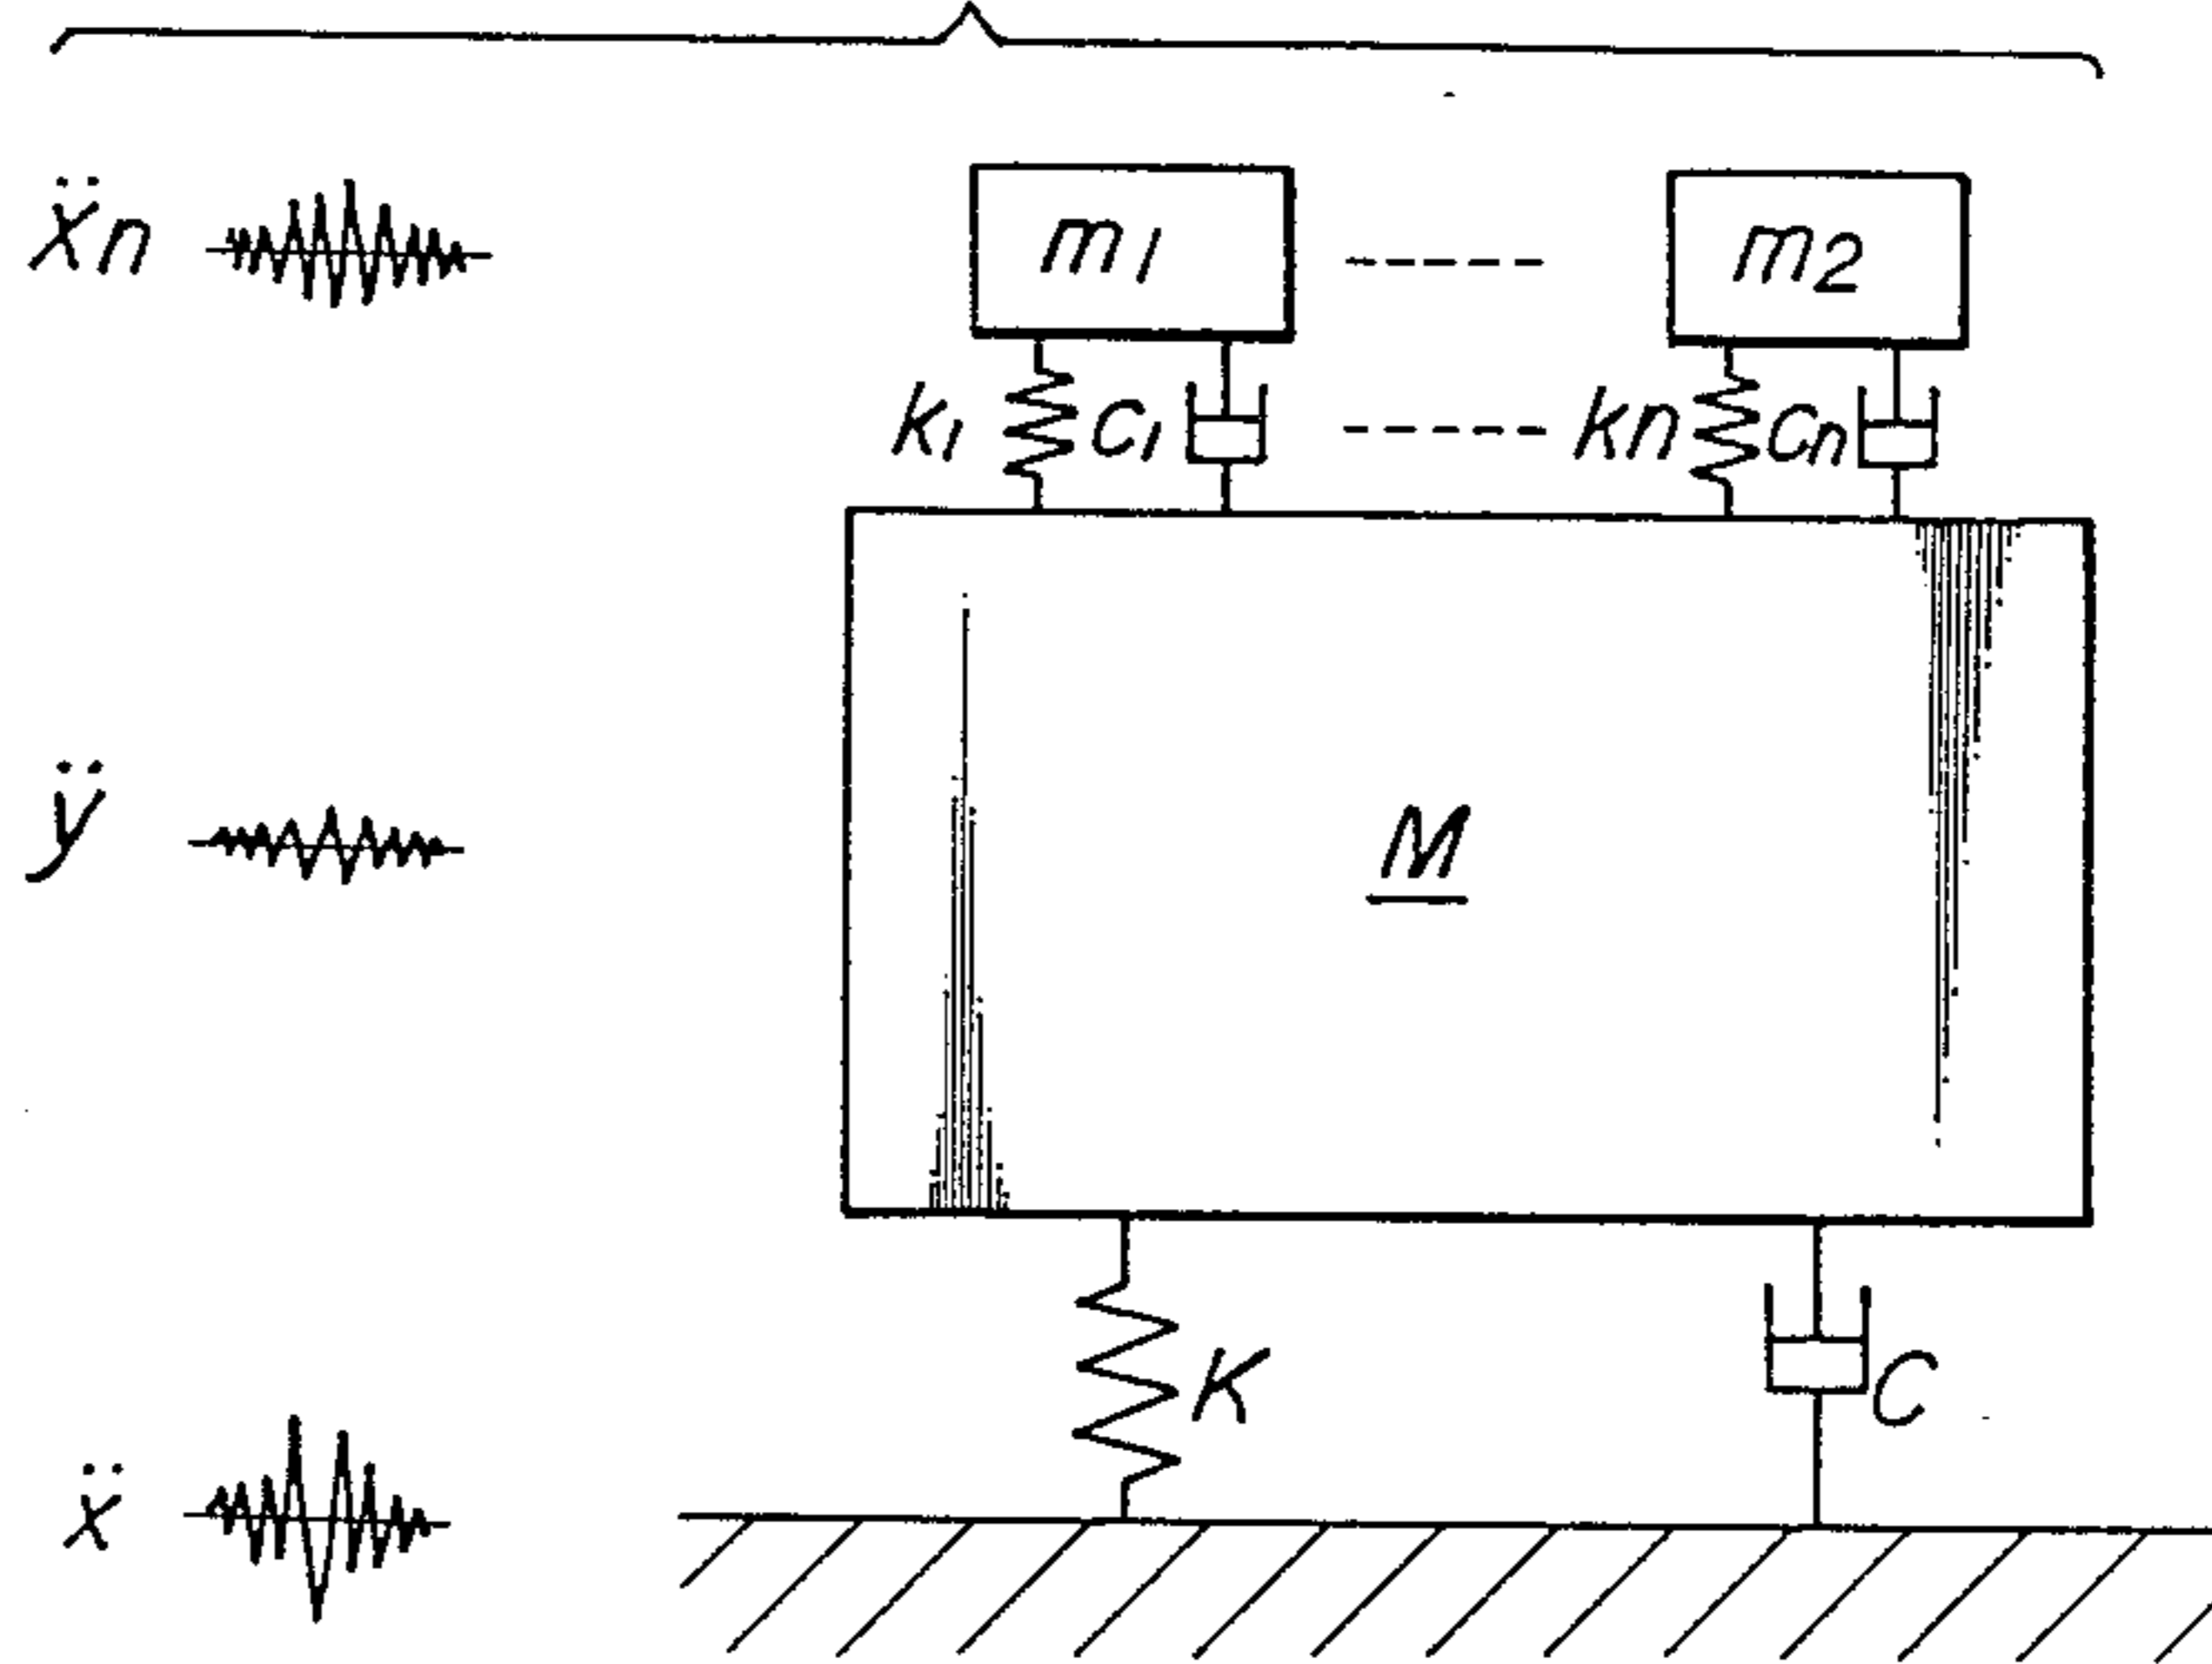 ẍn m1 ------ m2
k1 c1 ------ kn cn
ÿ M
K C
ẍ